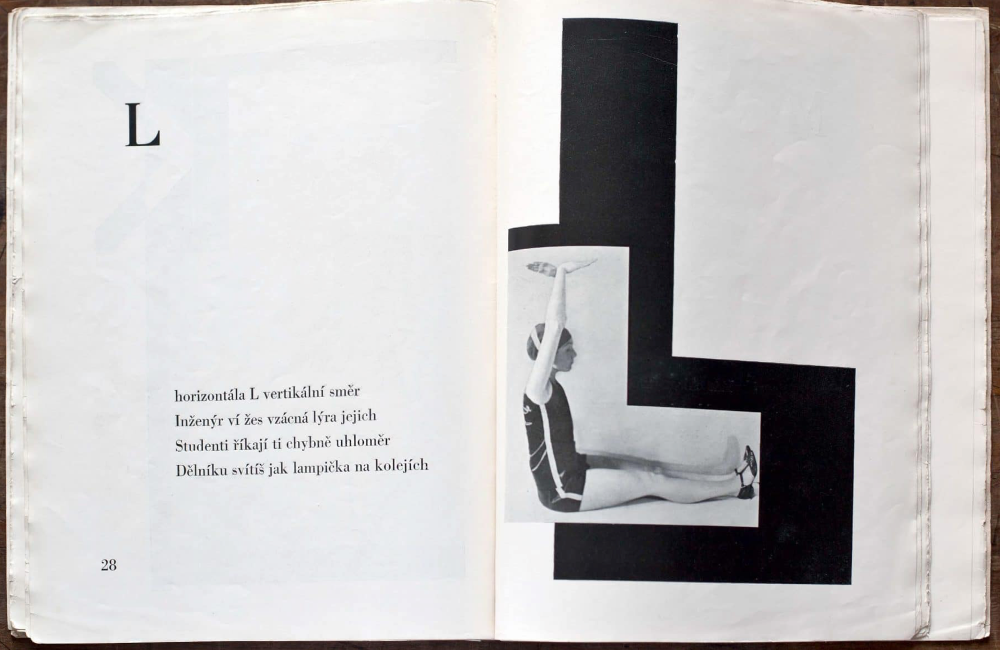 L
horizontála L vertikální směr
Inženýr ví žes vzácná lýra jejich
Studenti říkají ti chybně uhloměr
Dělníku svítíš jak lampička na kolejích
28
L